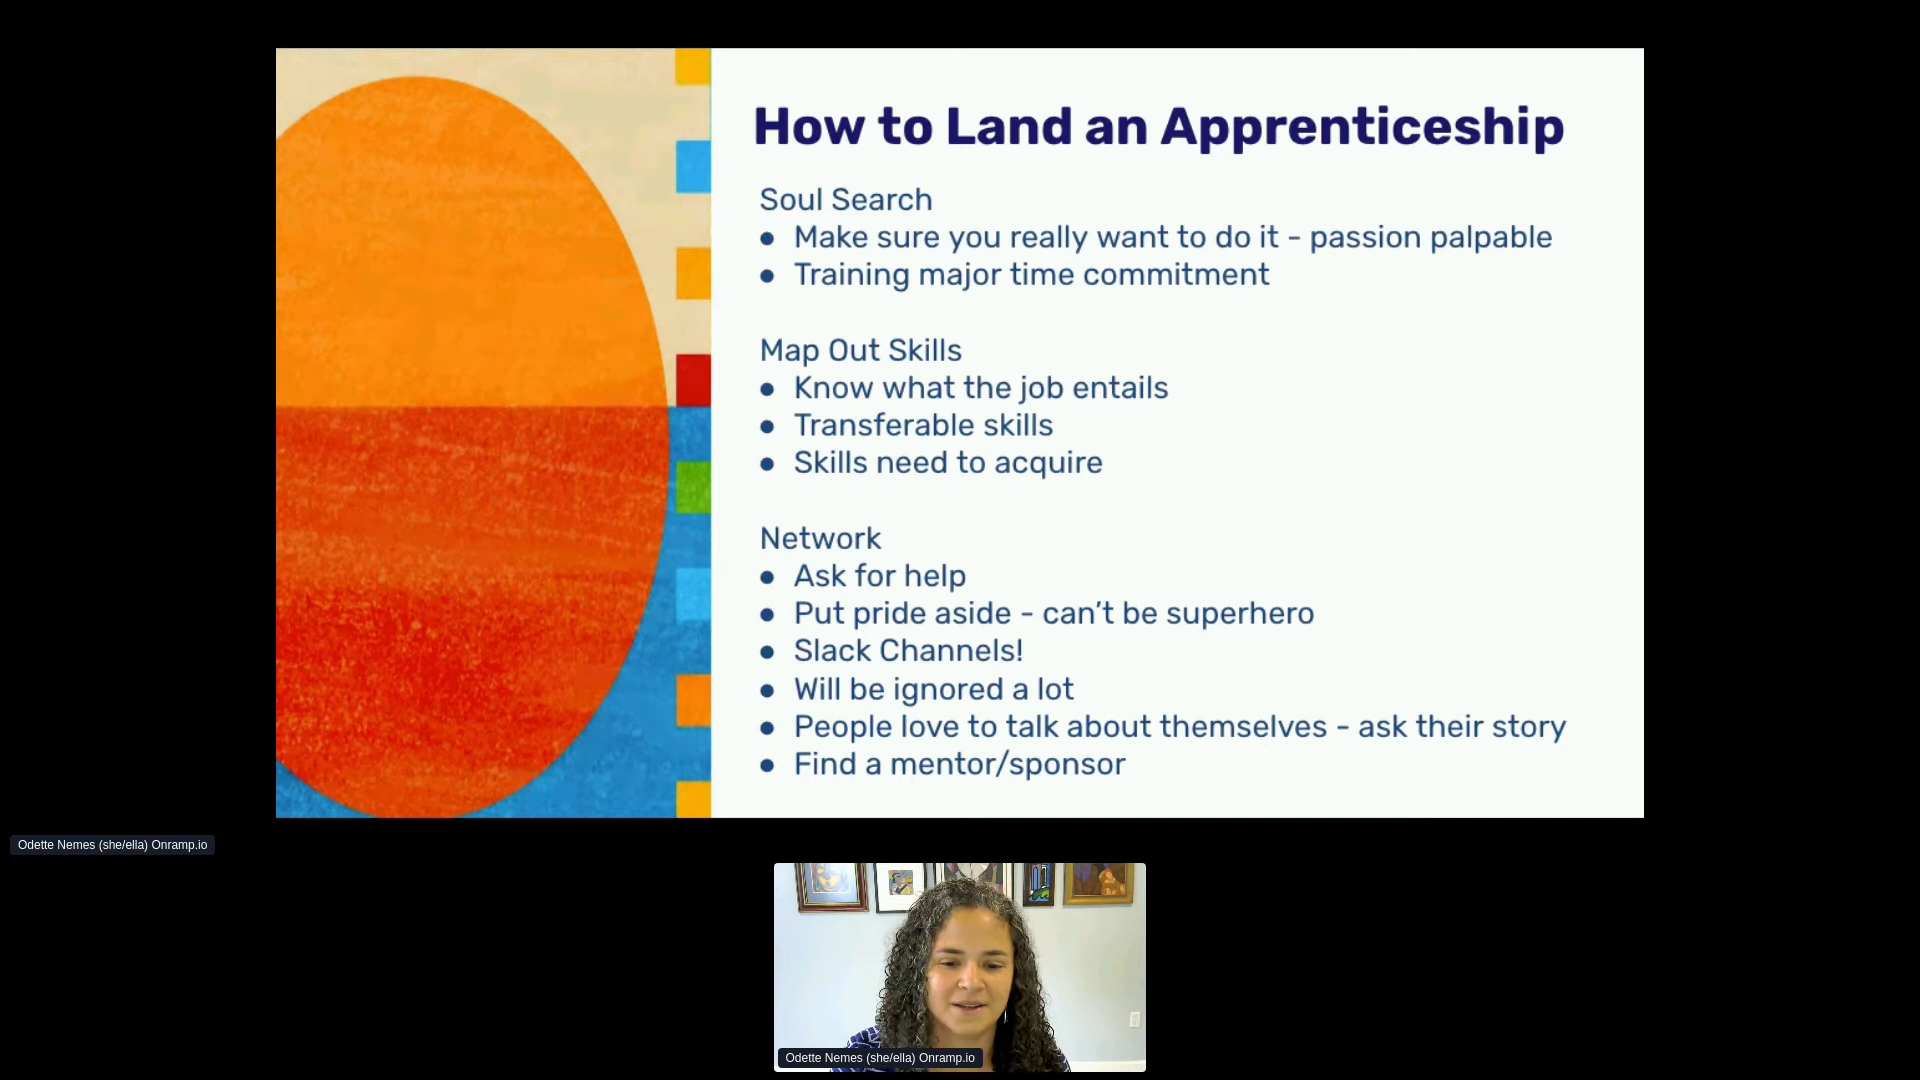 How to Land an Apprenticeship
Soul Search
● Make sure you really want to do it - passion palpable
● Training major time commitment
Map Out Skills
● Know what the job entails
● Transferable skills
● Skills need to acquire
Network
● Ask for help
● Put pride aside - can’t be superhero
● Slack Channels!
● Will be ignored a lot
● People love to talk about themselves - ask their story
● Find a mentor/sponsor
Odette Nemes (she/ella) Onramp.io
Odette Nemes (she/ella) Onramp.io